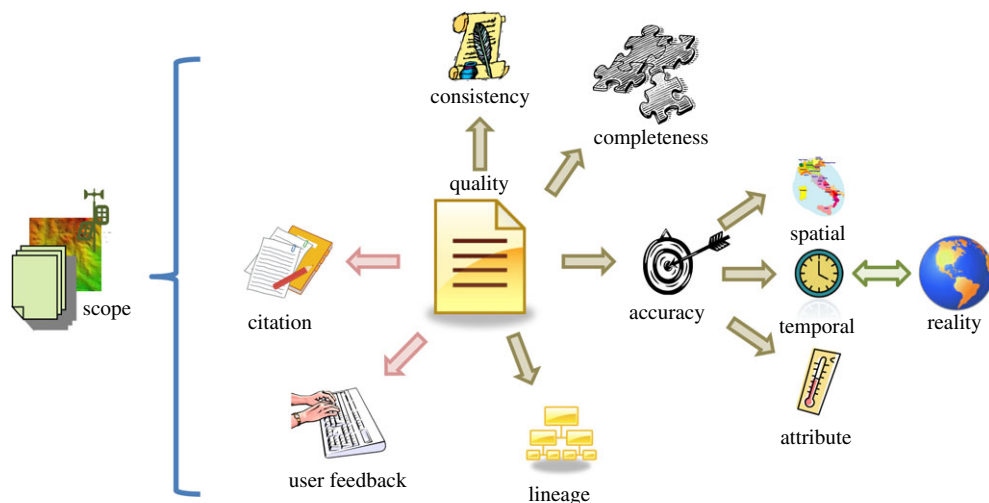 consistency
completeness
quality
spatial
scope
citation
accuracy
temporal
reality
attribute
user feedback
lineage